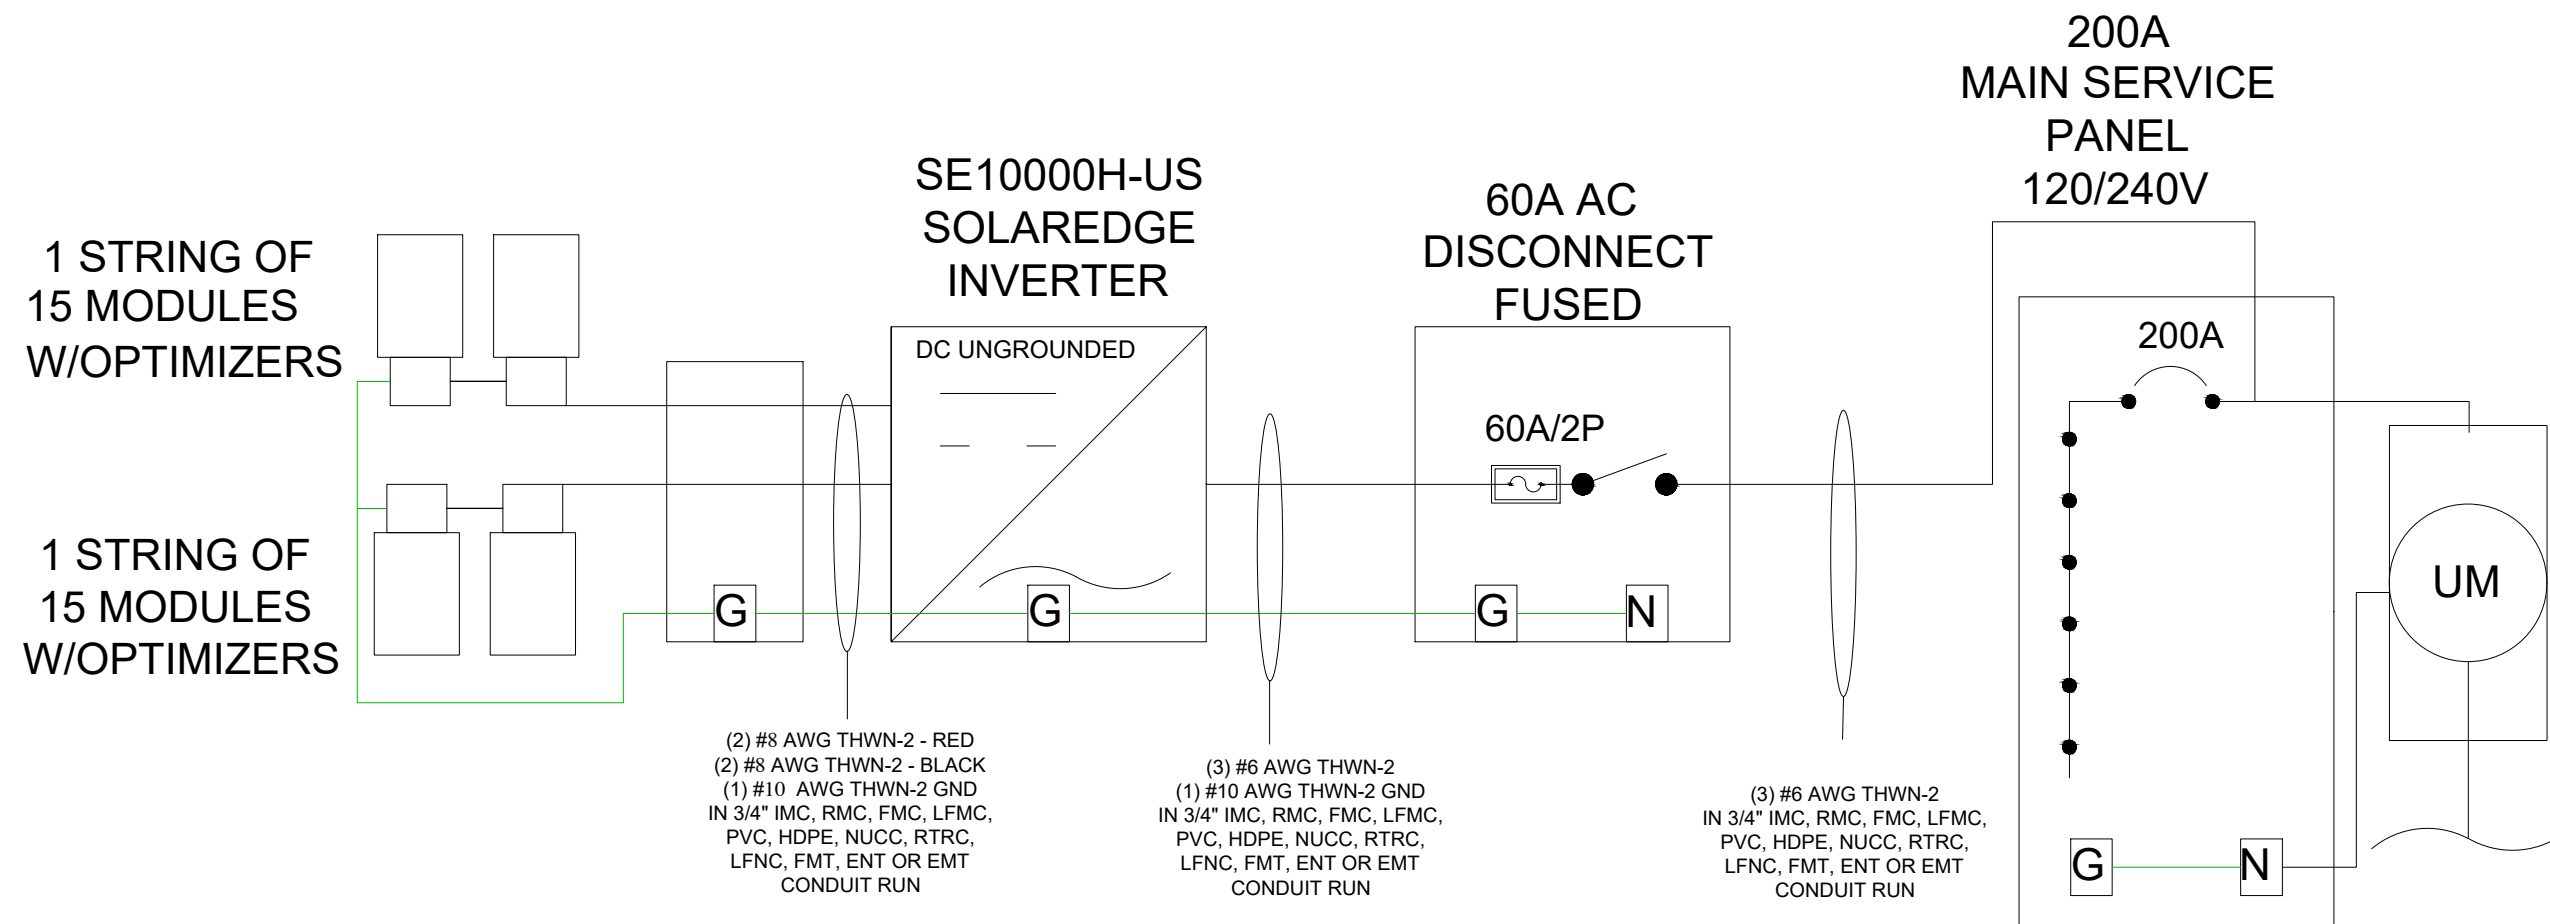 1 STRING OF
15 MODULES
W/OPTIMIZERS
1 STRING OF
15 MODULES
W/OPTIMIZERS
G
(2) #8 AWG THWN-2 - RED
(2) #8 AWG THWN-2 - BLACK
(1) #10 AWG THWN-2 GND
IN 3/4" IMC, RMC, FMC, LFMC,
PVC, HDPE, NUCC, RTRC,
LFNC, FMT, ENT OR EMT
CONDUIT RUN
SE10000H-US
SOLAREDGE
INVERTER
DC UNGROUNDED
G
(3) #6 AWG THWN-2
(1) #10 AWG THWN-2 GND
IN 3/4" IMC, RMC, FMC, LFMC,
PVC, HDPE, NUCC, RTRC,
LFNC, FMT, ENT OR EMT
CONDUIT RUN
60A AC
DISCONNECT
FUSED
60A/2P
G
N
(3) #6 AWG THWN-2
IN 3/4" IMC, RMC, FMC, LFMC,
PVC, HDPE, NUCC, RTRC,
LFNC, FMT, ENT OR EMT
CONDUIT RUN
200A
MAIN SERVICE
PANEL
120/240V
200A
G
N
UM